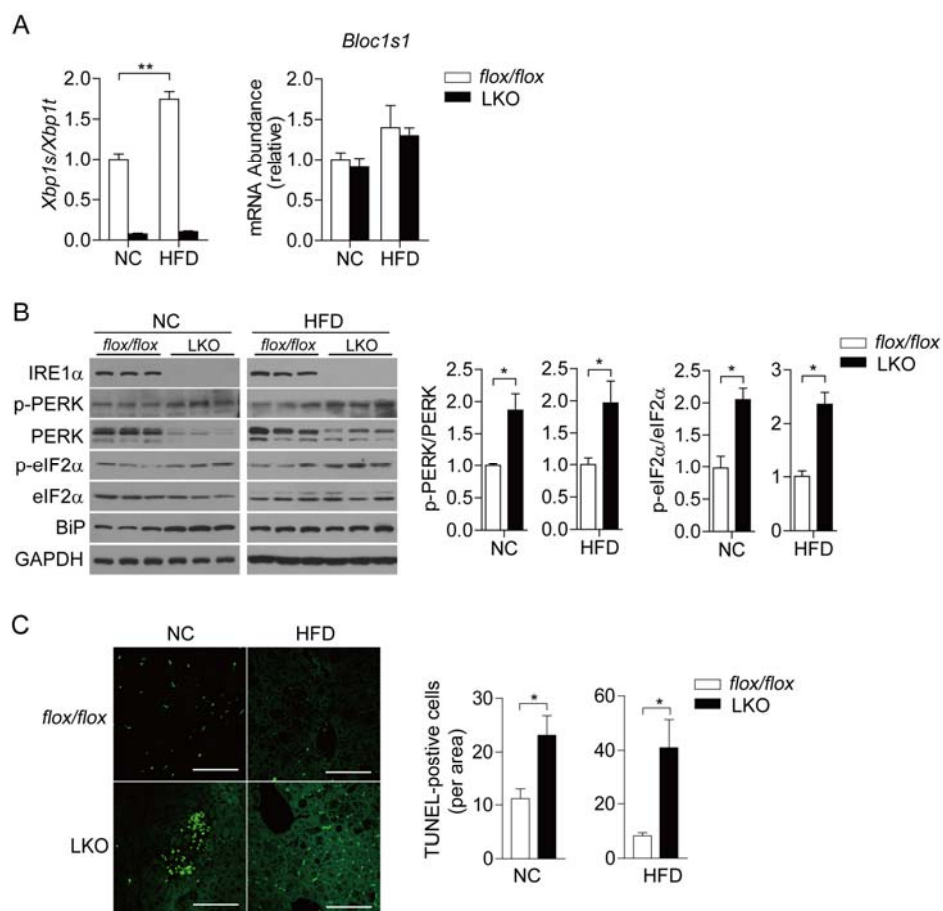 A
Bloc1s1
flox/flox
LKO
**
Xbp1s/Xbp1t
2.0
1.5
1.0
0.5
0.0
NC HFD
mRNA Abundance
(relative)
2.0
1.5
1.0
0.5
0.0
NC HFD
B
NC HFD
flox/flox LKO flox/flox LKO
IRE1α
p-PERK
PERK
p-eIF2α
eIF2α
BiP
GAPDH
p-PERK/PERK
2.5
2.0
1.5
1.0
0.5
0.0
*
NC
2.5
2.0
1.5
1.0
0.5
0.0
*
HFD
p-eIF2α/eIF2α
2.5
2.0
1.5
1.0
0.5
0.0
*
NC
3
2
1
0
*
HFD
flox/flox
LKO
C
NC HFD
flox/flox
LKO
TUNEL-postive cells
(per area)
30
20
10
0
*
NC
60
40
20
0
*
HFD
flox/flox
LKO